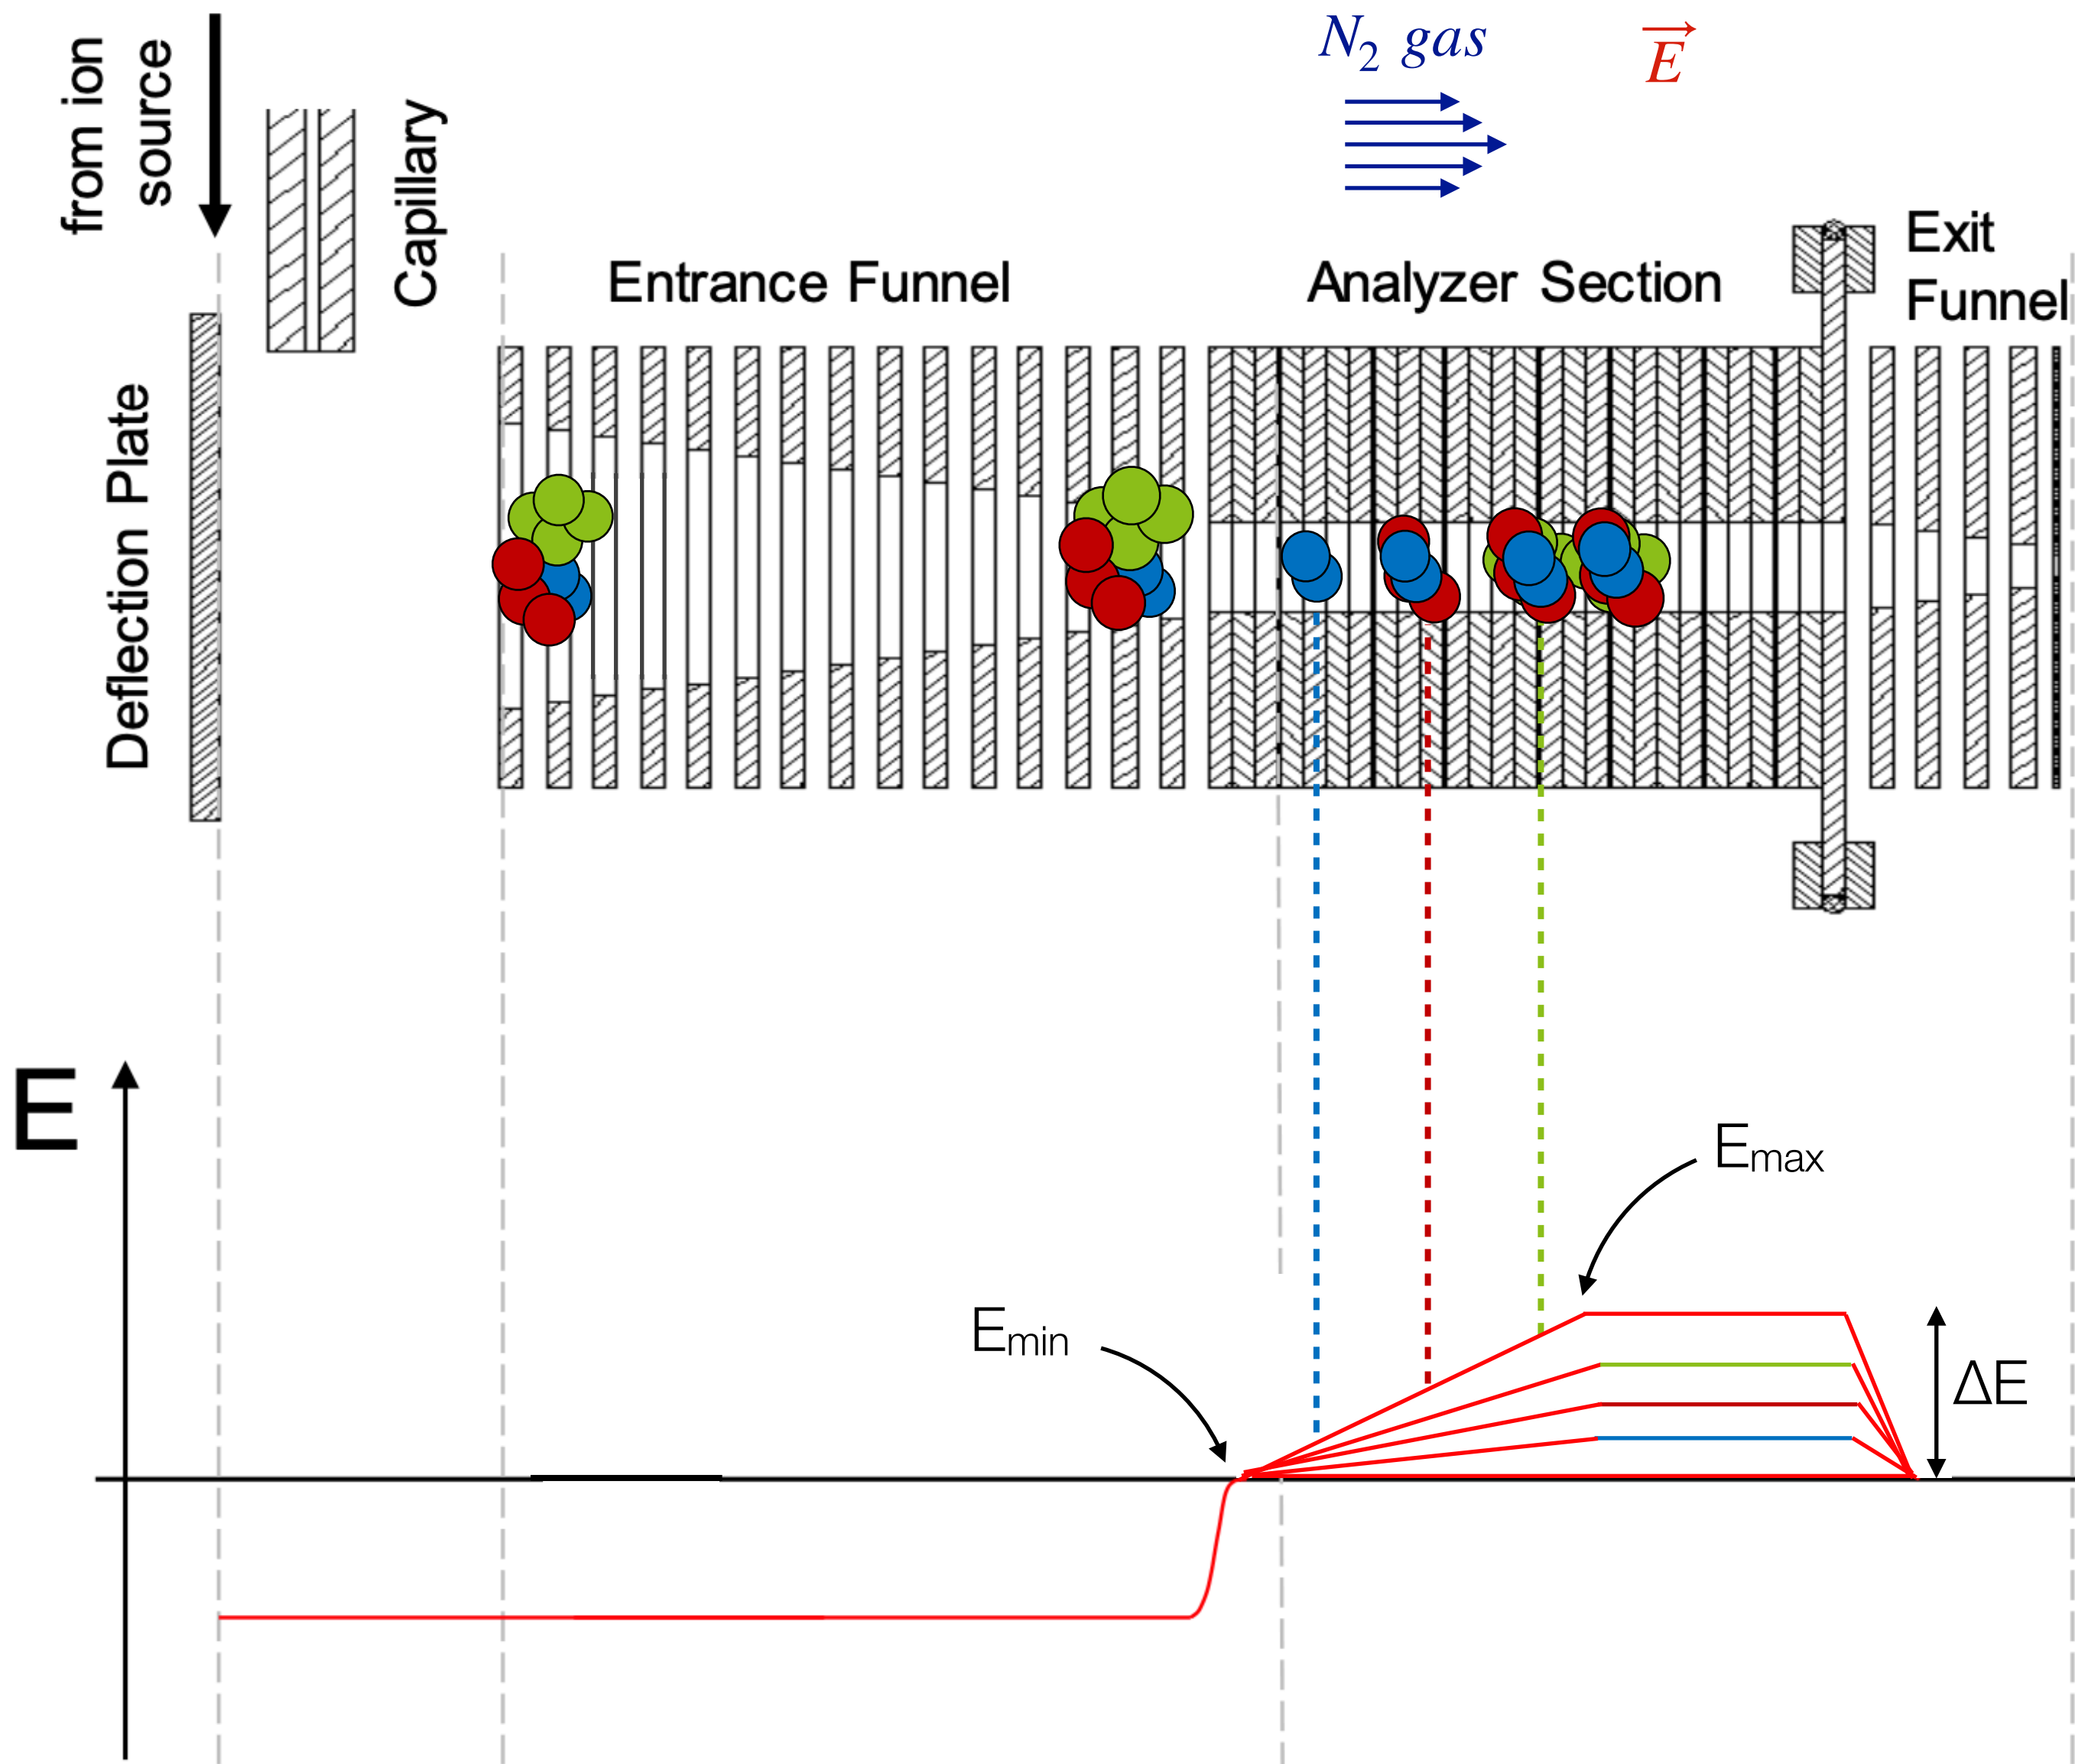 from ion
source
Capillary
N₂ gas
E
Entrance Funnel
Analyzer Section
Exit
Funnel
Deflection Plate
E
Emax
Emin
ΔE